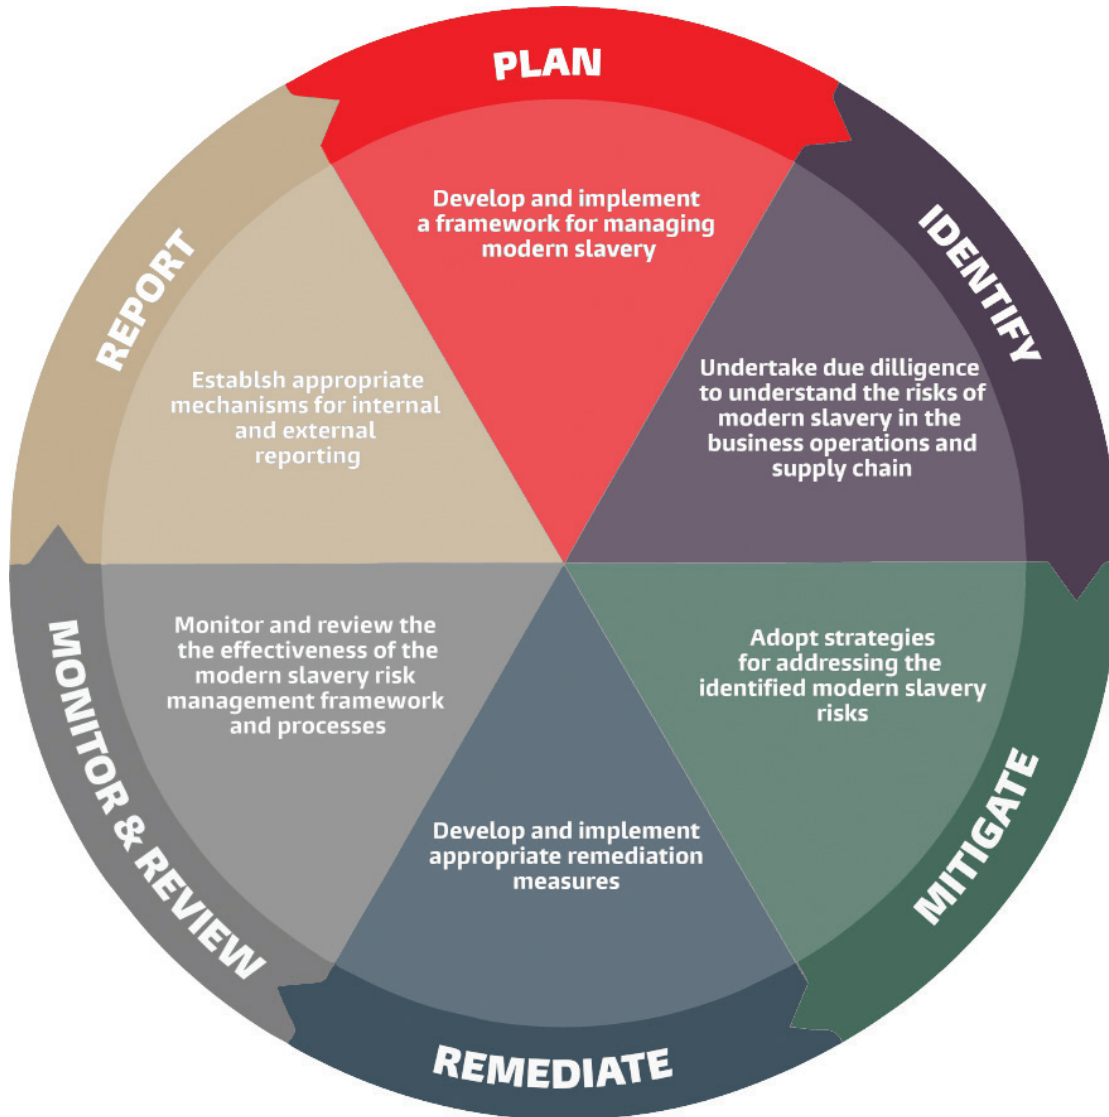 PLAN
Develop and implement
a framework for managing
modern slavery
IDENTIFY
Undertake due dilligence
to understand the risks of
modern slavery in the
business operations and
supply chain
MITIGATE
Adopt strategies
for addressing the
identified modern slavery
risks
REMEDIATE
Develop and implement
appropriate remediation
measures
MONITOR & REVIEW
Monitor and review the
the effectiveness of the
modern slavery risk
management framework
and processes
REPORT
Establsh appropriate
mechanisms for internal
and external
reporting